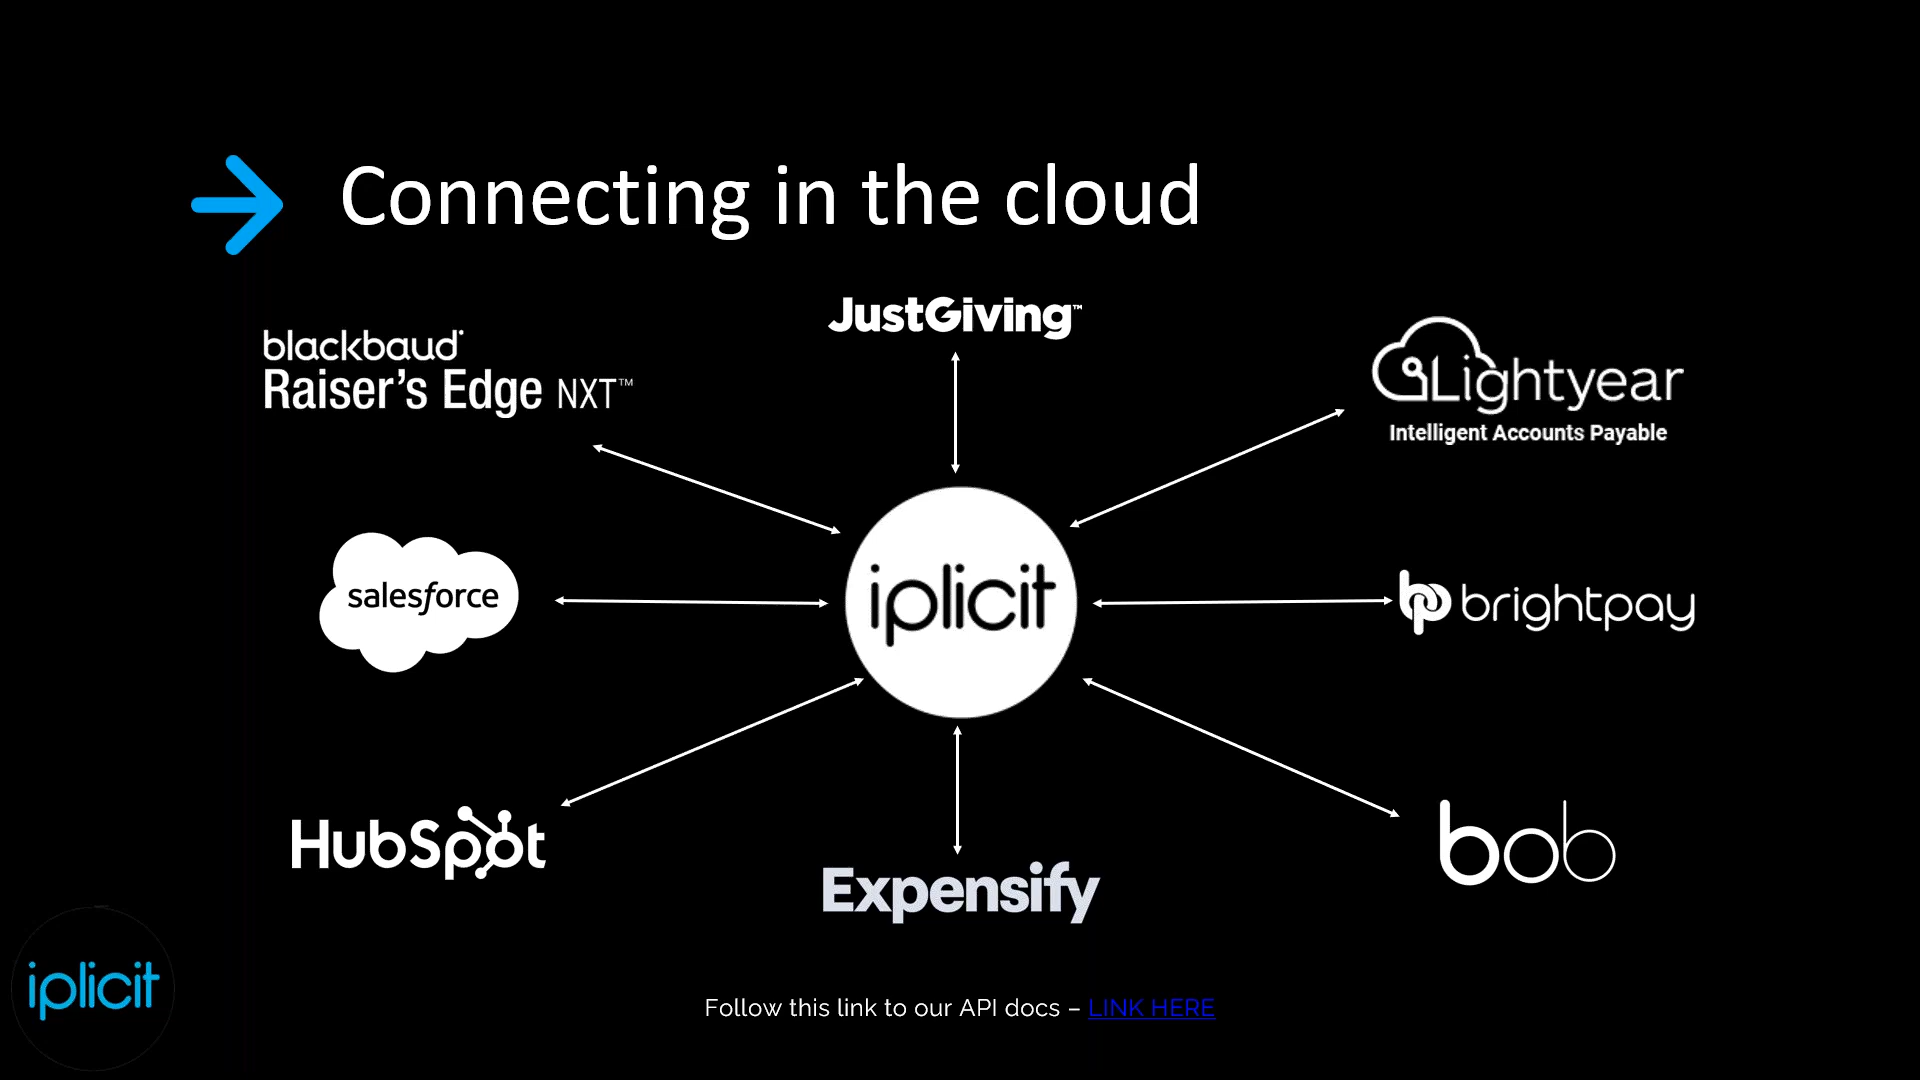 Connecting in the cloud
JustGiving™
blackbaud®
Raiser's Edge NXT™
Lightyear
Intelligent Accounts Payable
salesforce
iplicit
brightpay
HubSpot
Expensify
bob
iplicit
Follow this link to our API docs – LINK HERE